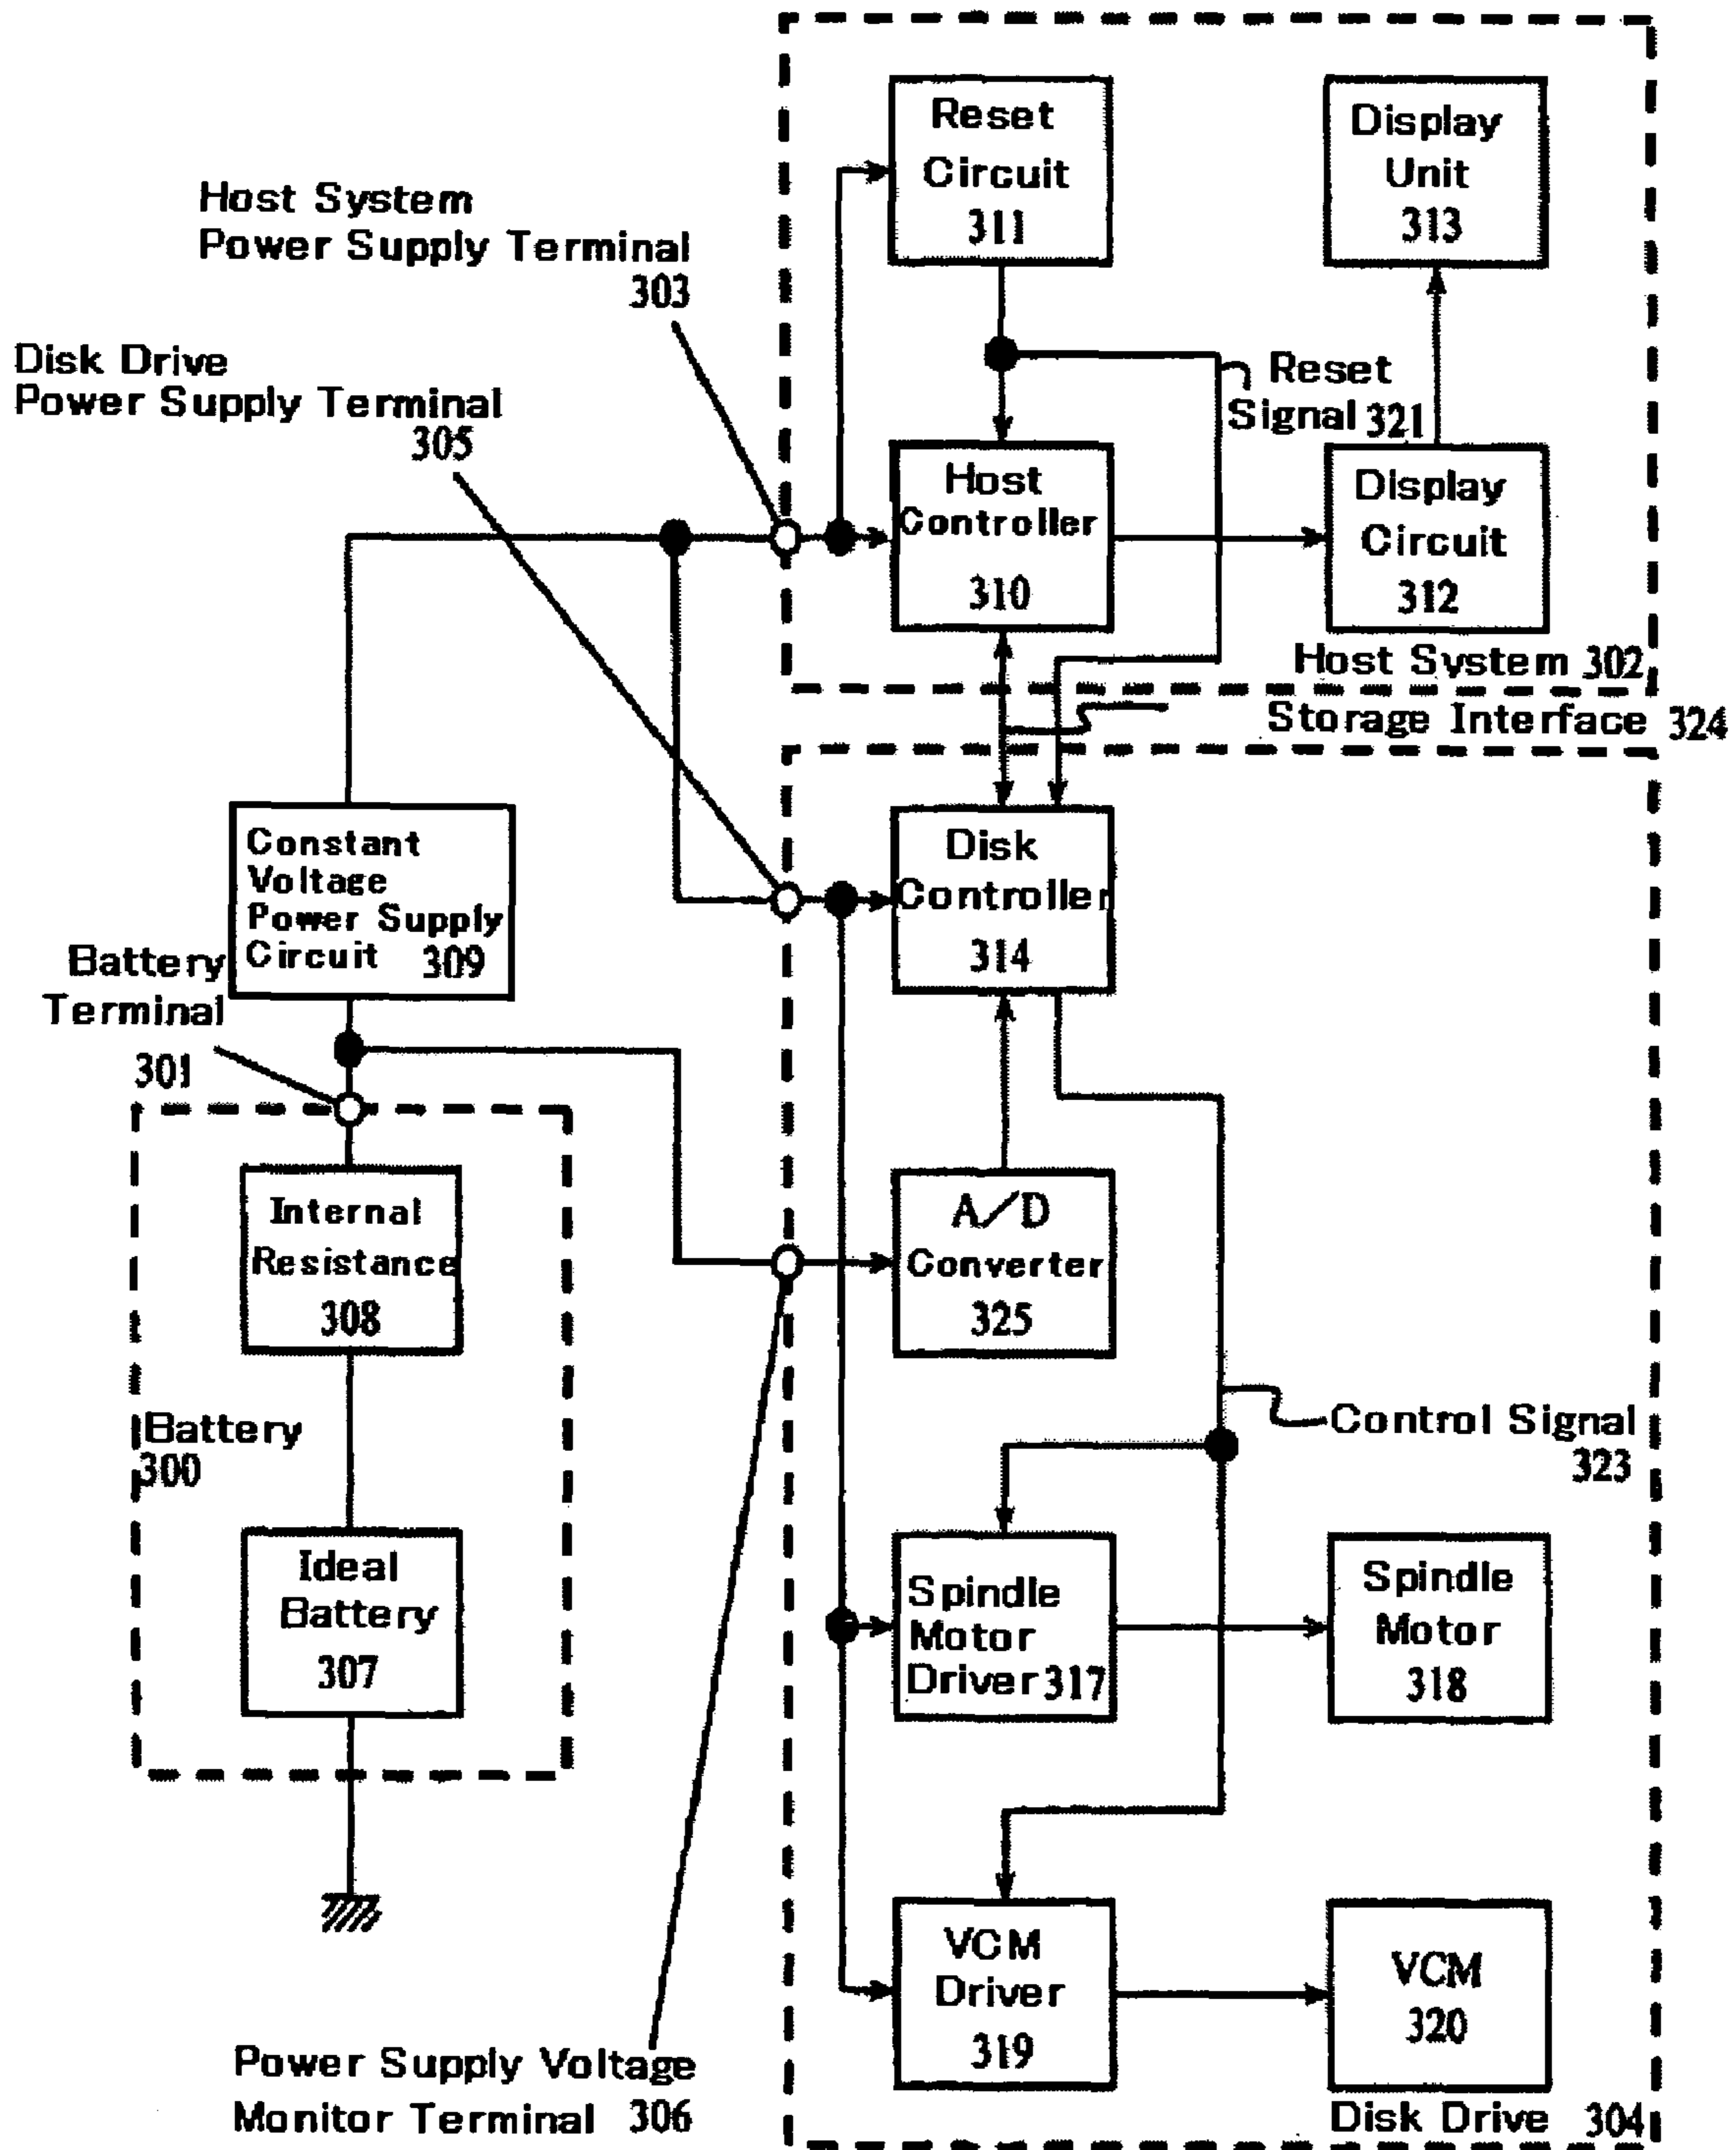 Reset
Circuit
311
Display
Unit
313
Host System
Power Supply Terminal
303
Disk Drive
Power Supply Terminal
305
Reset
Signal 321
Host
Controller
310
Display
Circuit
312
Host System 302
Storage Interface 324
Constant
Voltage
Power Supply
Circuit 309
Disk
Controller
314
Battery
Terminal
301
Internal
Resistance
308
A/D
Converter
325
Battery
300
Control Signal
323
Ideal
Battery
307
Spindle
Motor
Driver 317
Spindle
Motor
318
VCM
Driver
319
VCM
320
Power Supply Voltage
Monitor Terminal 306
Disk Drive 304